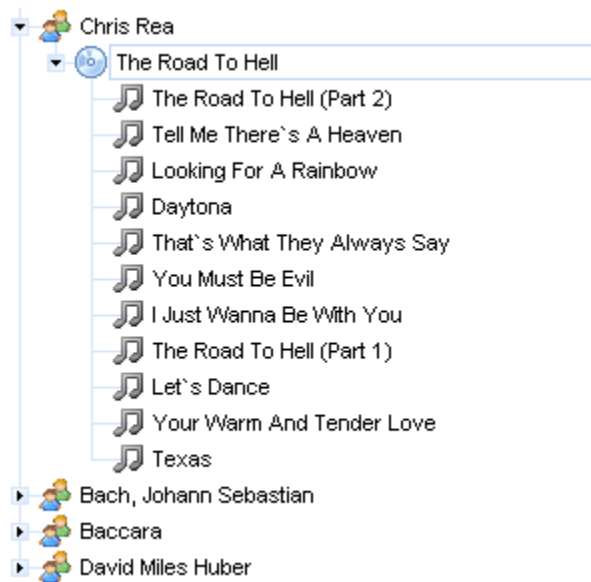 Chris Rea
The Road To Hell
The Road To Hell (Part 2)
Tell Me There`s A Heaven
Looking For A Rainbow
Daytona
That`s What They Always Say
You Must Be Evil
I Just Wanna Be With You
The Road To Hell (Part 1)
Let`s Dance
Your Warm And Tender Love
Texas
Bach, Johann Sebastian
Baccara
David Miles Huber